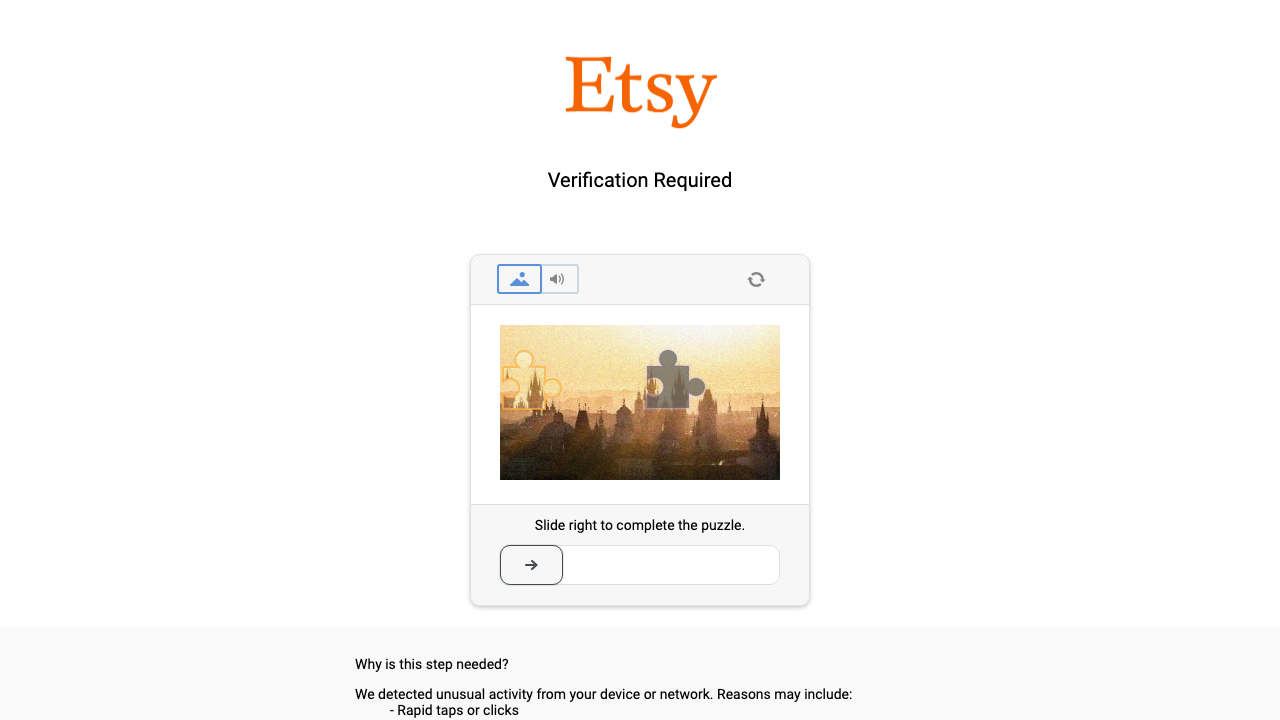 Etsy
Verification Required
Slide right to complete the puzzle.
Why is this step needed?
We detected unusual activity from your device or network. Reasons may include:
- Rapid taps or clicks